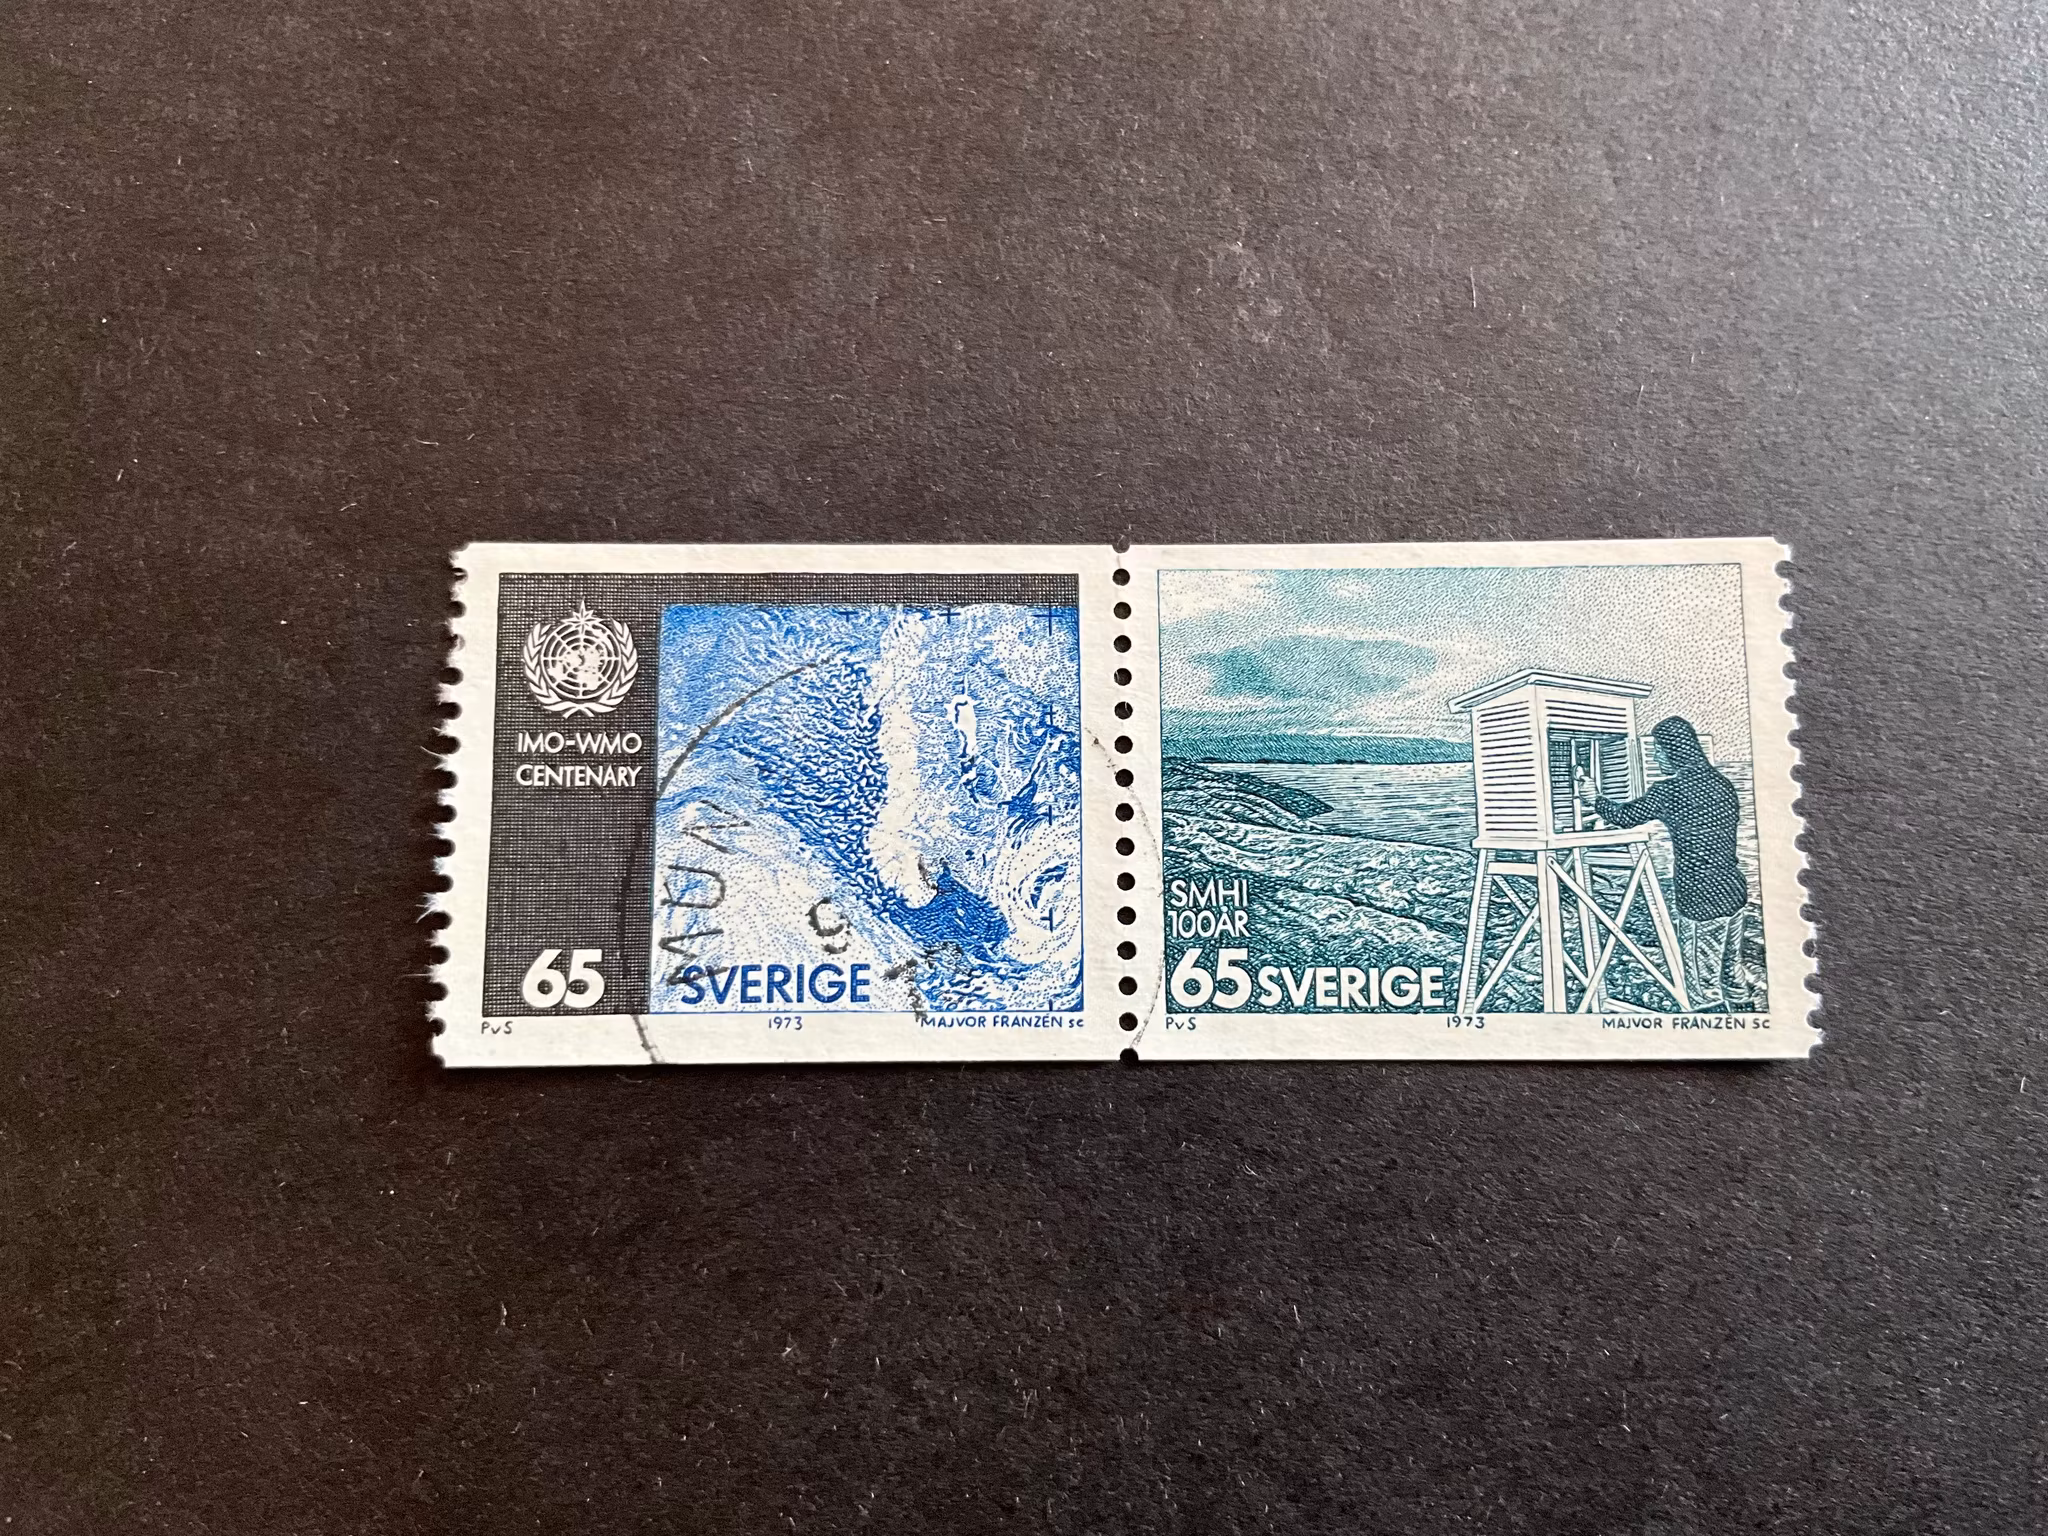 IMO-WMO
CENTENARY
65
SVERIGE
PvS
1973
MAJVOR FRANZÉN sc
MUN
SMHI
100ÅR
65 SVERIGE
PvS
1973
MAJVOR FRANZÉN sc